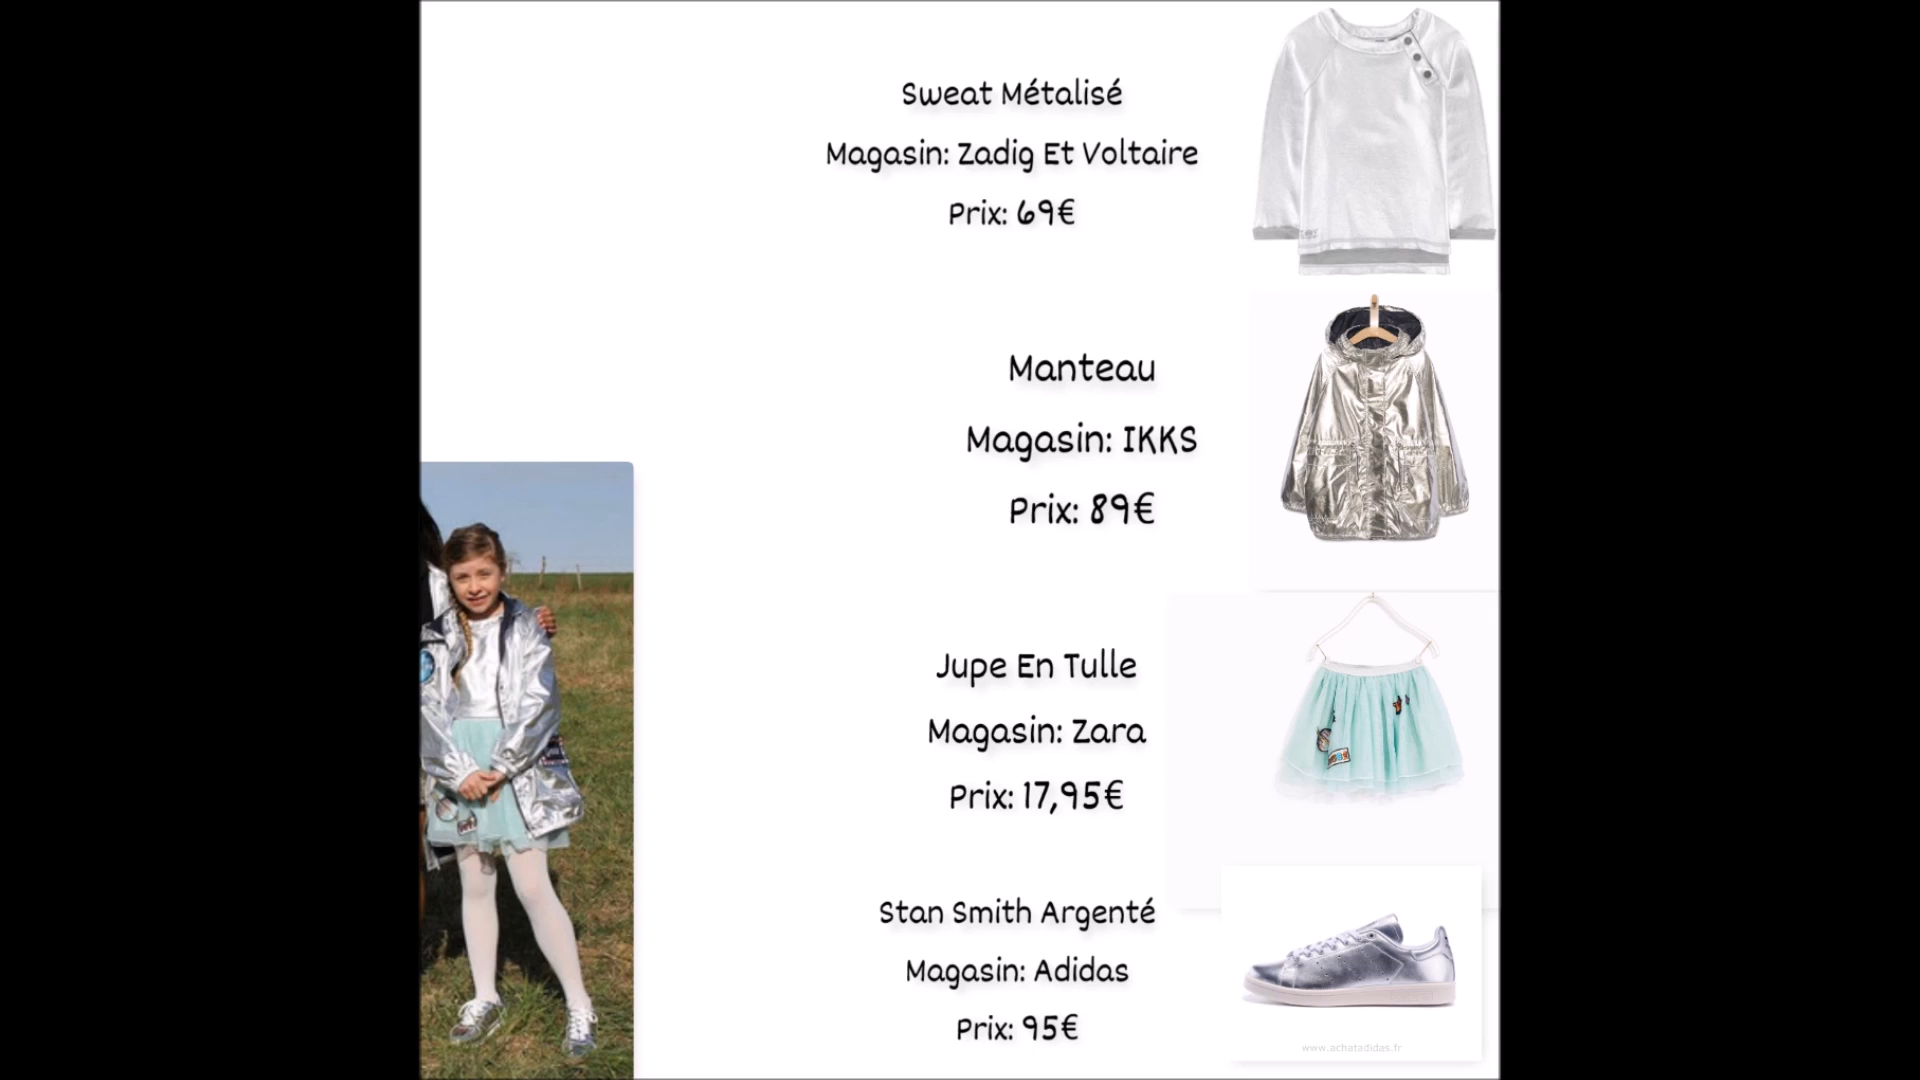 Sweat Métalisé
Magasin: Zadig Et Voltaire
Prix: 69€
Manteau
Magasin: IKKS
Prix: 89€
Jupe En Tulle
Magasin: Zara
Prix: 17,95€
Stan Smith Argenté
Magasin: Adidas
Prix: 95€
www.achatadidas.fr